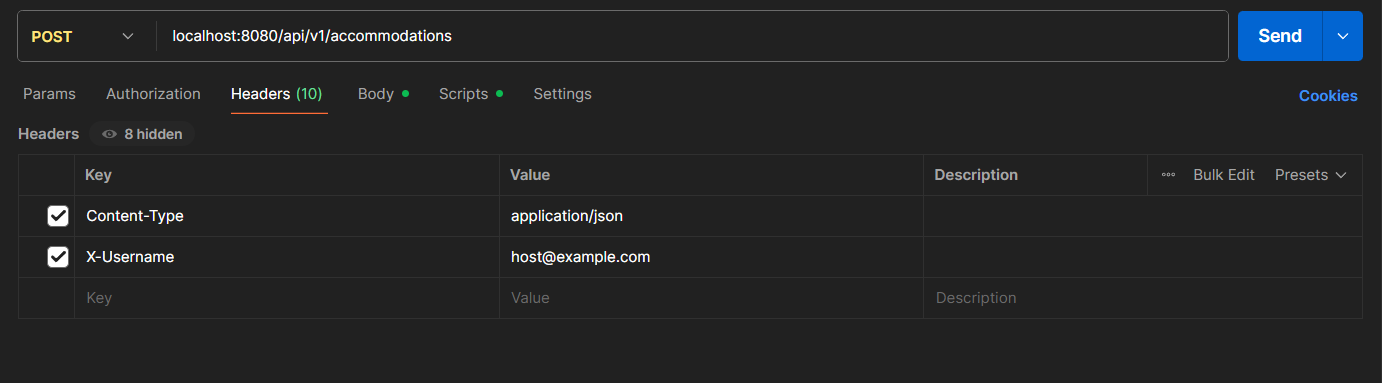 POST localhost:8080/api/v1/accommodations Send
Params Authorization Headers (10) Body Scripts Settings Cookies
Headers 8 hidden
Key Value Description Bulk Edit Presets
Content-Type application/json
X-Username host@example.com
Key Value Description